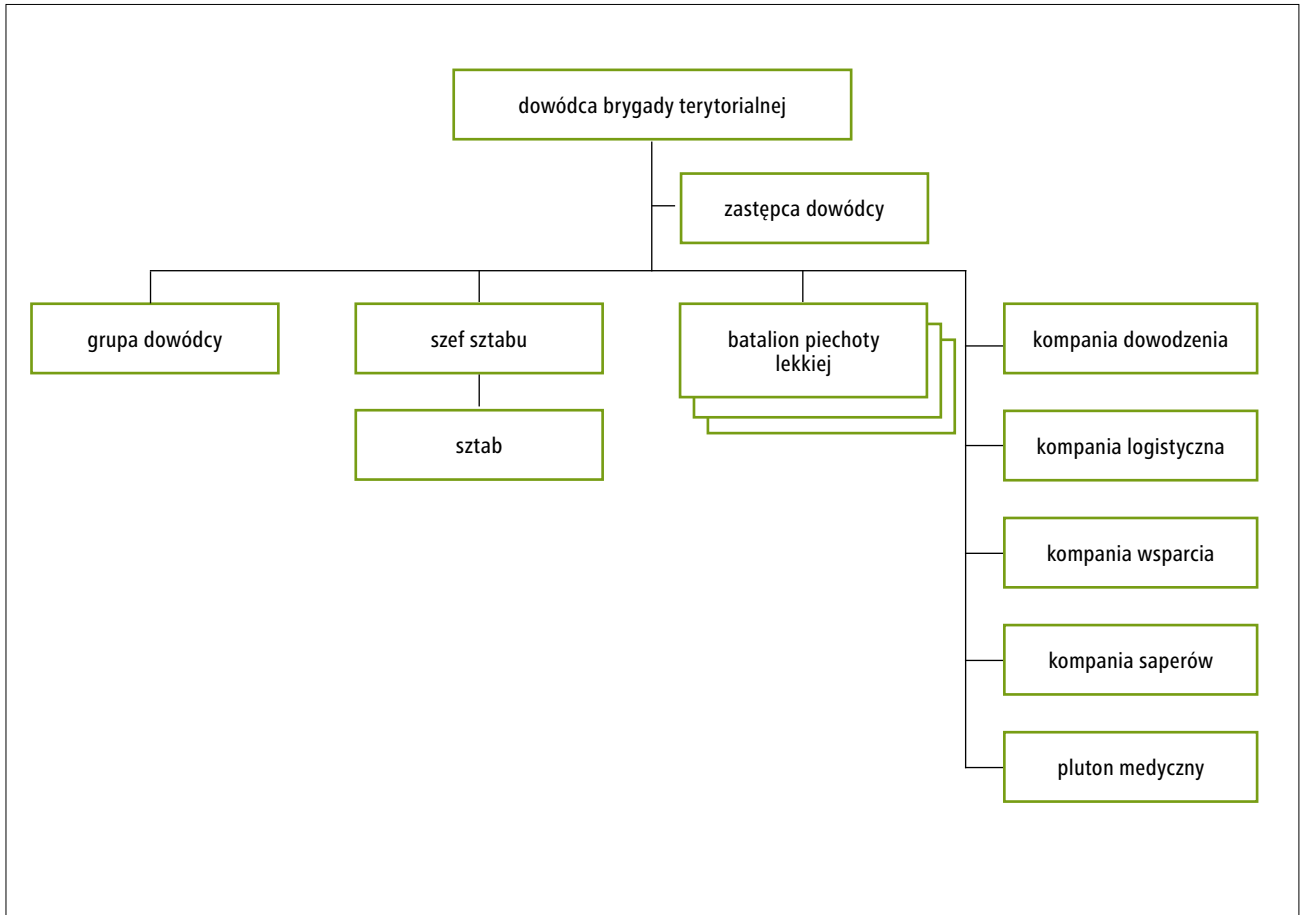 dowódca brygady terytorialnej
zastępca dowódcy
grupa dowódcy
szef sztabu
sztab
batalion piechoty
lekkiej
kompania dowodzenia
kompania logistyczna
kompania wsparcia
kompania saperów
pluton medyczny